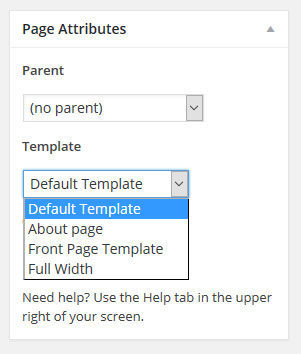 Page Attributes
Parent
(no parent)
Template
Default Template
Default Template
About page
Front Page Template
Full Width
Need help? Use the Help tab in the upper
right of your screen.